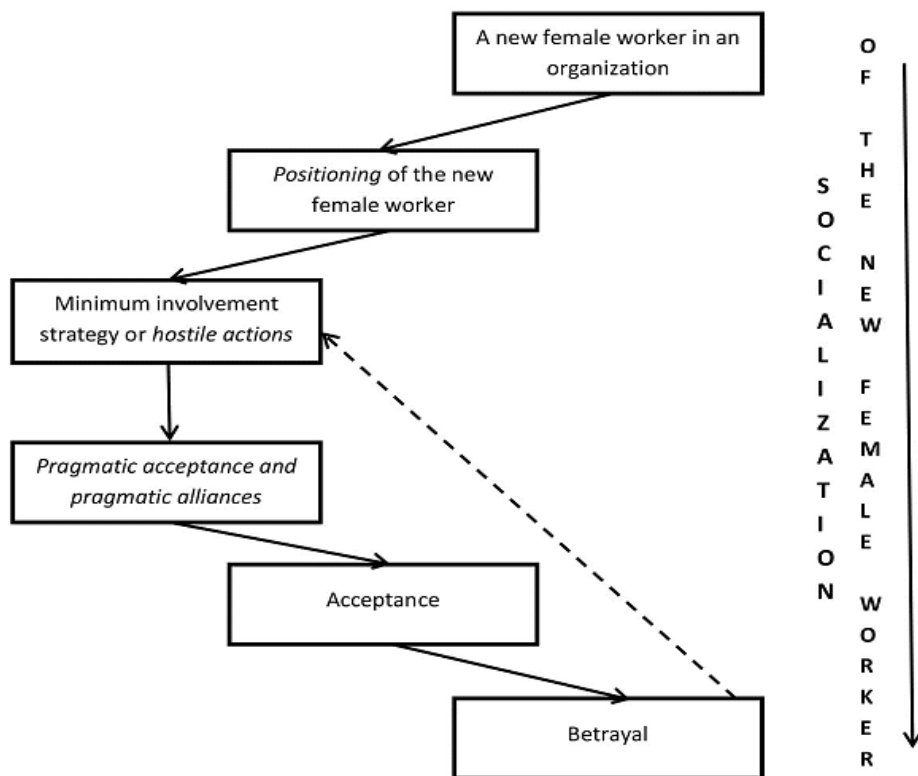 A new female worker in an
organization
Positioning of the new
female worker
Minimum involvement
strategy or hostile actions
Pragmatic acceptance and
pragmatic alliances
Acceptance
Betrayal
SOCIALIZATION
OF THE NEW FEMALE WORKER